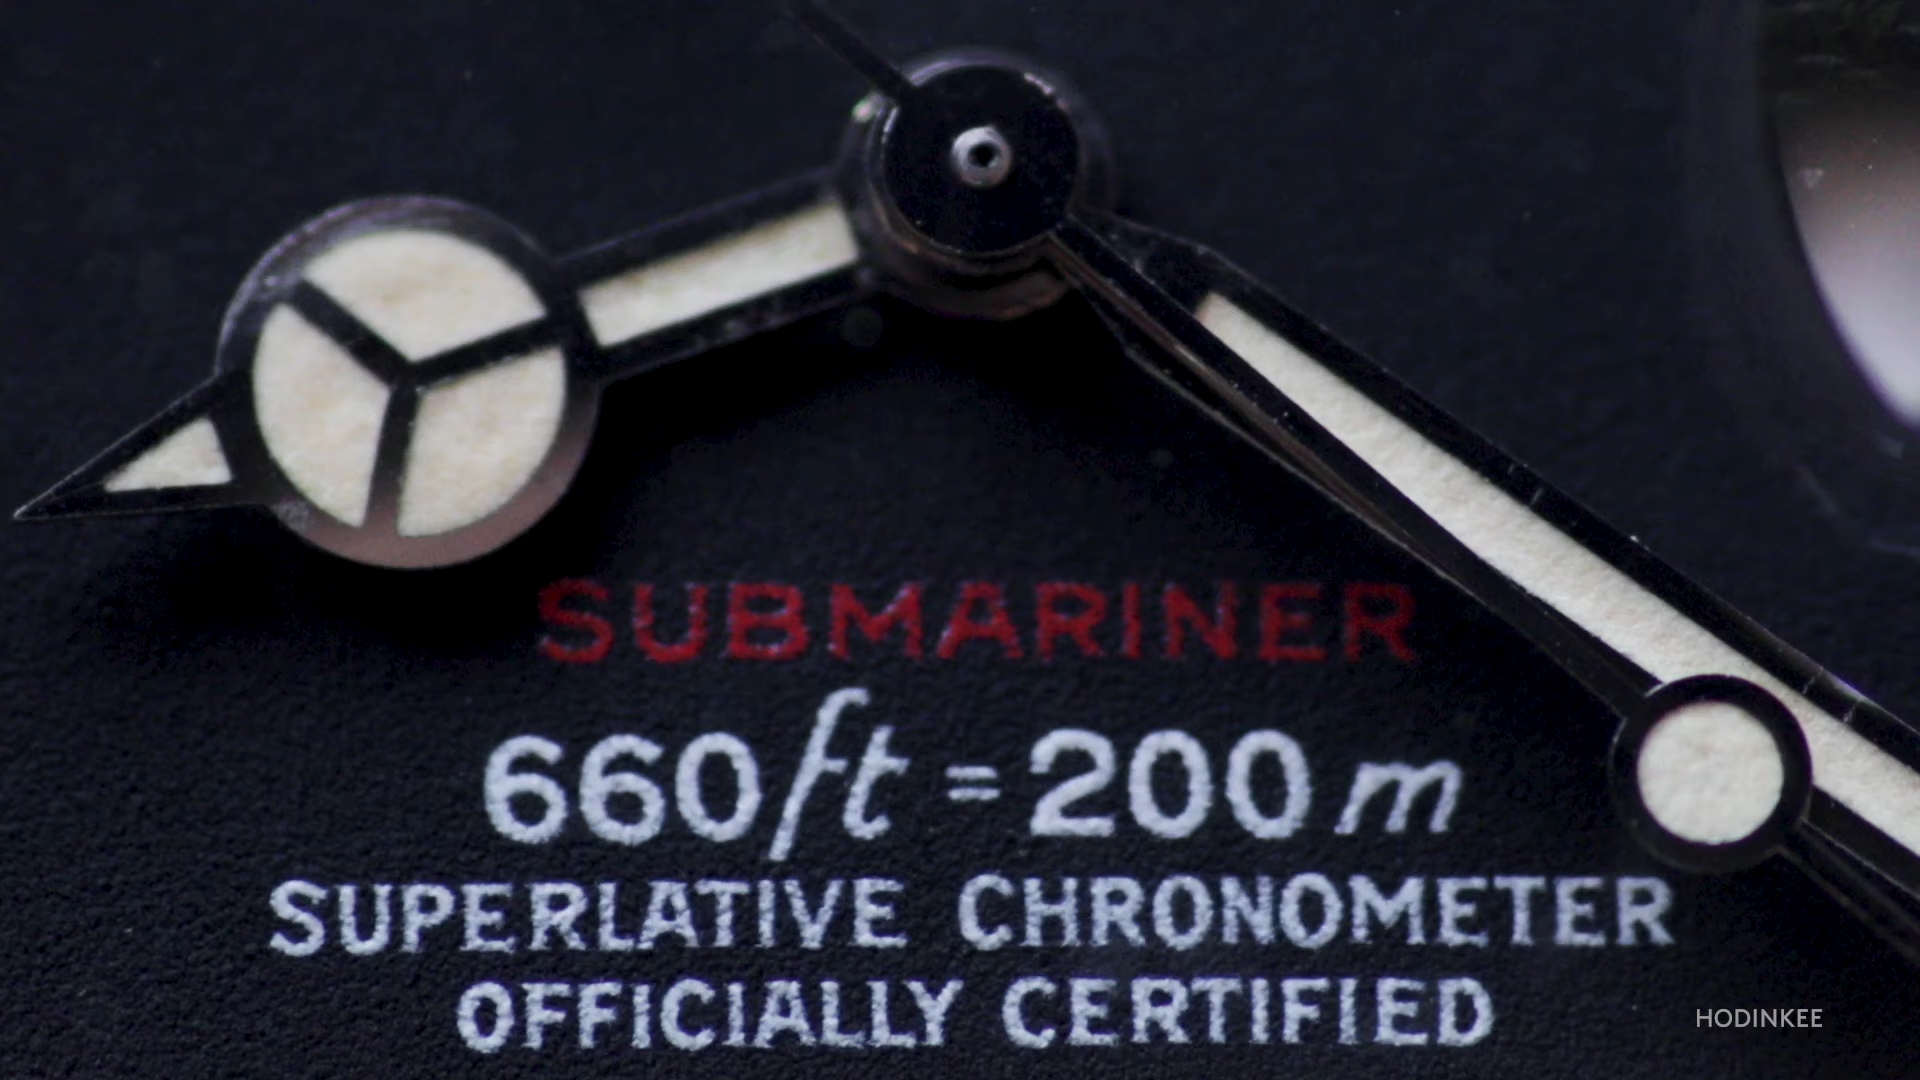 SUBMARINER
660ft = 200m
SUPERLATIVE CHRONOMETER
OFFICIALLY CERTIFIED
HODINKEE